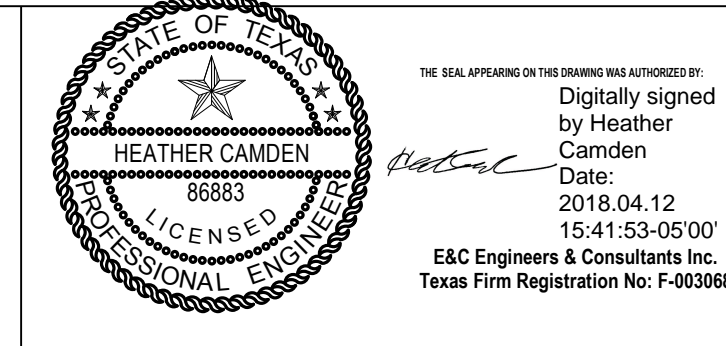 STATE OF TEXAS
HEATHER CAMDEN
86883
LICENSED
PROFESSIONAL ENGINEER
THE SEAL APPEARING ON THIS DRAWING WAS AUTHORIZED BY:
Digitally signed
by Heather
Camden
Date:
2018.04.12
15:41:53-05'00'
E&C Engineers & Consultants Inc.
Texas Firm Registration No: F-003068